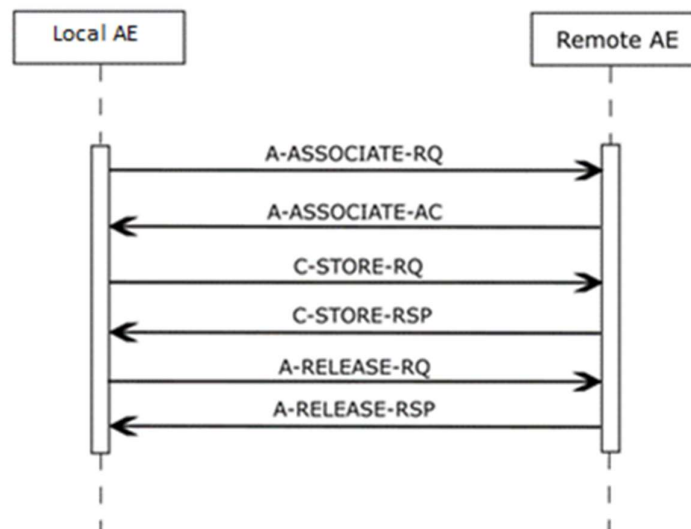 Local AE
Remote AE
A-ASSOCIATE-RQ
A-ASSOCIATE-AC
C-STORE-RQ
C-STORE-RSP
A-RELEASE-RQ
A-RELEASE-RSP